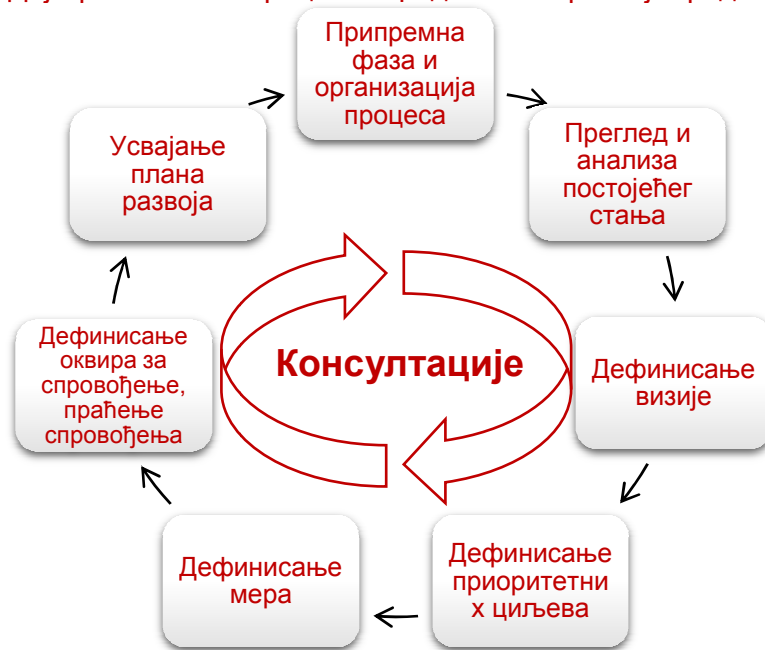 Припремна
фаза и
организација
процеса
Преглед и
анализа
постојећег
стања
Дефинисање
визије
Дефинисање
приоритетни
х циљева
Дефинисање
мера
Дефинисање
оквира за
спровођење,
праћење
спровођења
Усвајање
плана
развоја
Консултације